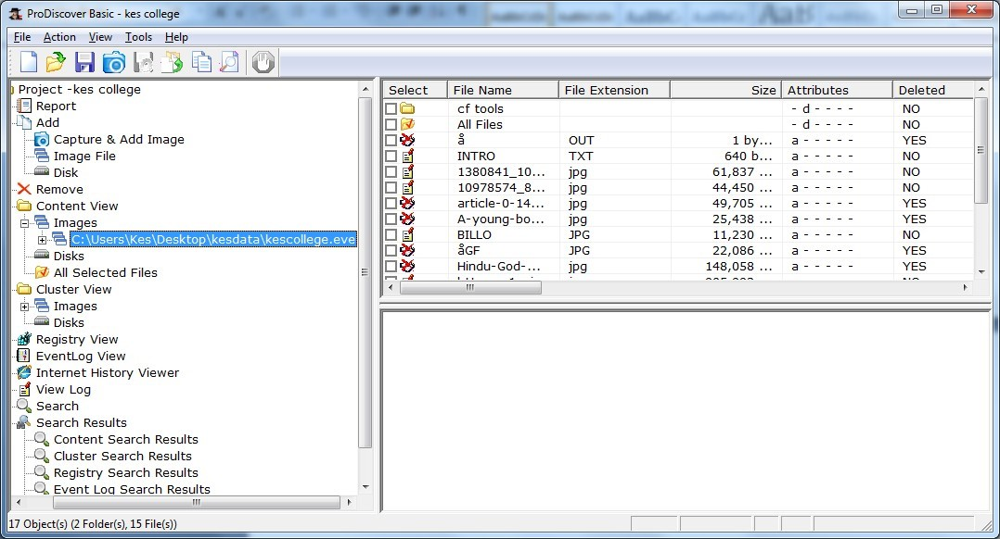 ProDiscover Basic - kes college
File Action View Tools Help
Project -kes college
Report
Add
Capture & Add Image
Image File
Disk
Remove
Content View
Images
C:\Users\Kes\Desktop\kesdata\kescollege.eve
Disks
All Selected Files
Cluster View
Images
Disks
Registry View
EventLog View
Internet History Viewer
View Log
Search
Search Results
Content Search Results
Cluster Search Results
Registry Search Results
Event Log Search Results
Select File Name File Extension Size Attributes Deleted
cf tools - d - - - - NO
All Files - d - - - - NO
å OUT 1 by... a - - - - - YES
INTRO TXT 640 b... a - - - - - NO
1380841_10... jpg 61,837 ... a - - - - - NO
10978574_8... jpg 44,450 ... a - - - - - NO
article-0-14... jpg 49,705 ... a - - - - - YES
A-young-bo... jpg 25,438 ... a - - - - - YES
BILLO JPG 11,230 ... a - - - - - NO
åGF JPG 22,086 ... a - - - - - YES
Hindu-God-... jpg 148,058 ... a - - - - - YES
17 Object(s) (2 Folder(s), 15 File(s))